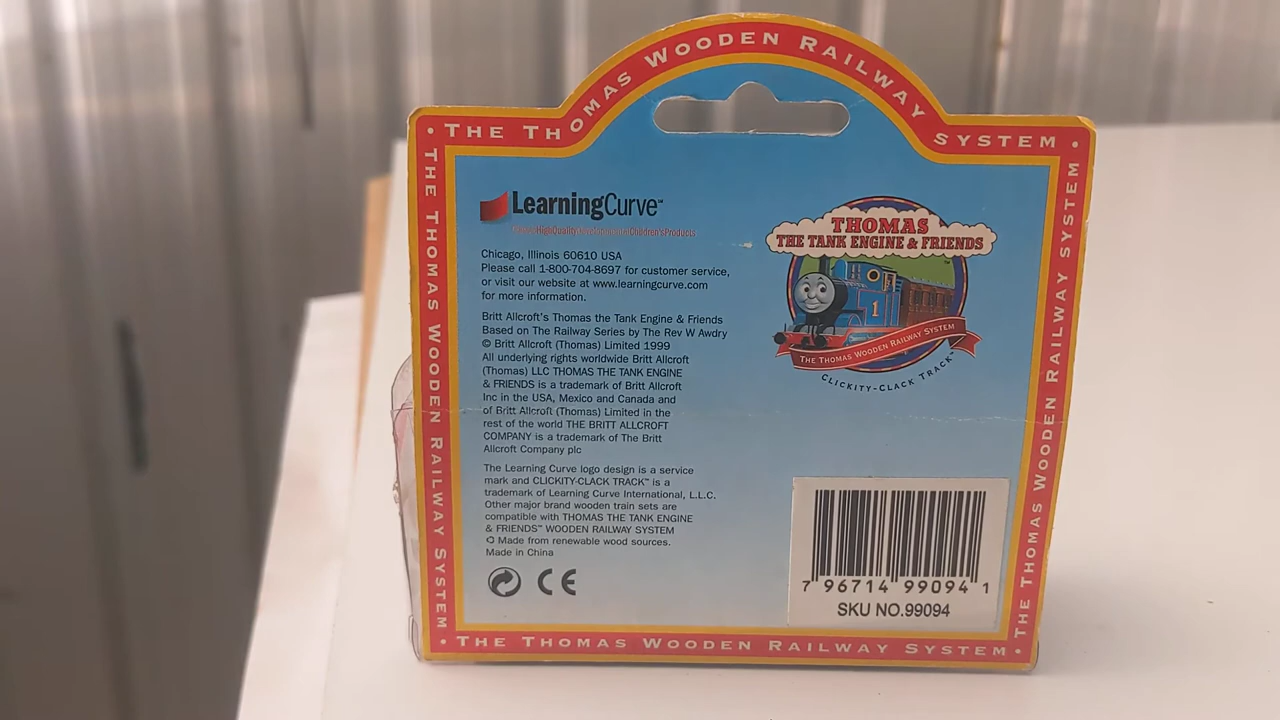 THE THOMAS WOODEN RAILWAY SYSTEM
THE THOMAS WOODEN RAILWAY SYSTEM
LearningCurve
Chicago, Illinois 60610 USA
Please call 1-800-704-8697 for customer service,
or visit our website at www.learningcurve.com
for more information.
Britt Allcroft's Thomas the Tank Engine & Friends
Based on The Railway Series by The Rev W Awdry
© Britt Allcroft (Thomas) Limited 1999
All underlying rights worldwide Britt Allcroft
(Thomas) LLC THOMAS THE TANK ENGINE
& FRIENDS is a trademark of Britt Allcroft
Inc in the USA, Mexico and Canada and
of Britt Allcroft (Thomas) Limited in the
rest of the world THE BRITT ALLCROFT
COMPANY is a trademark of The Britt
Allcroft Company plc
The Learning Curve logo design is a service
mark and CLICKITY-CLACK TRACK™ is a
trademark of Learning Curve International, L.L.C.
Other major brand wooden train sets are
compatible with THOMAS THE TANK ENGINE
& FRIENDS™ WOODEN RAILWAY SYSTEM
Made from renewable wood sources.
Made in China
CE
THOMAS
THE TANK ENGINE & FRIENDS
1
THE THOMAS WOODEN RAILWAY SYSTEM
CLICKITY-CLACK TRACK™
7 96714 99094 1
SKU NO.99094
THE THOMAS WOODEN RAILWAY SYSTEM
THE THOMAS WOODEN RAILWAY SYSTEM